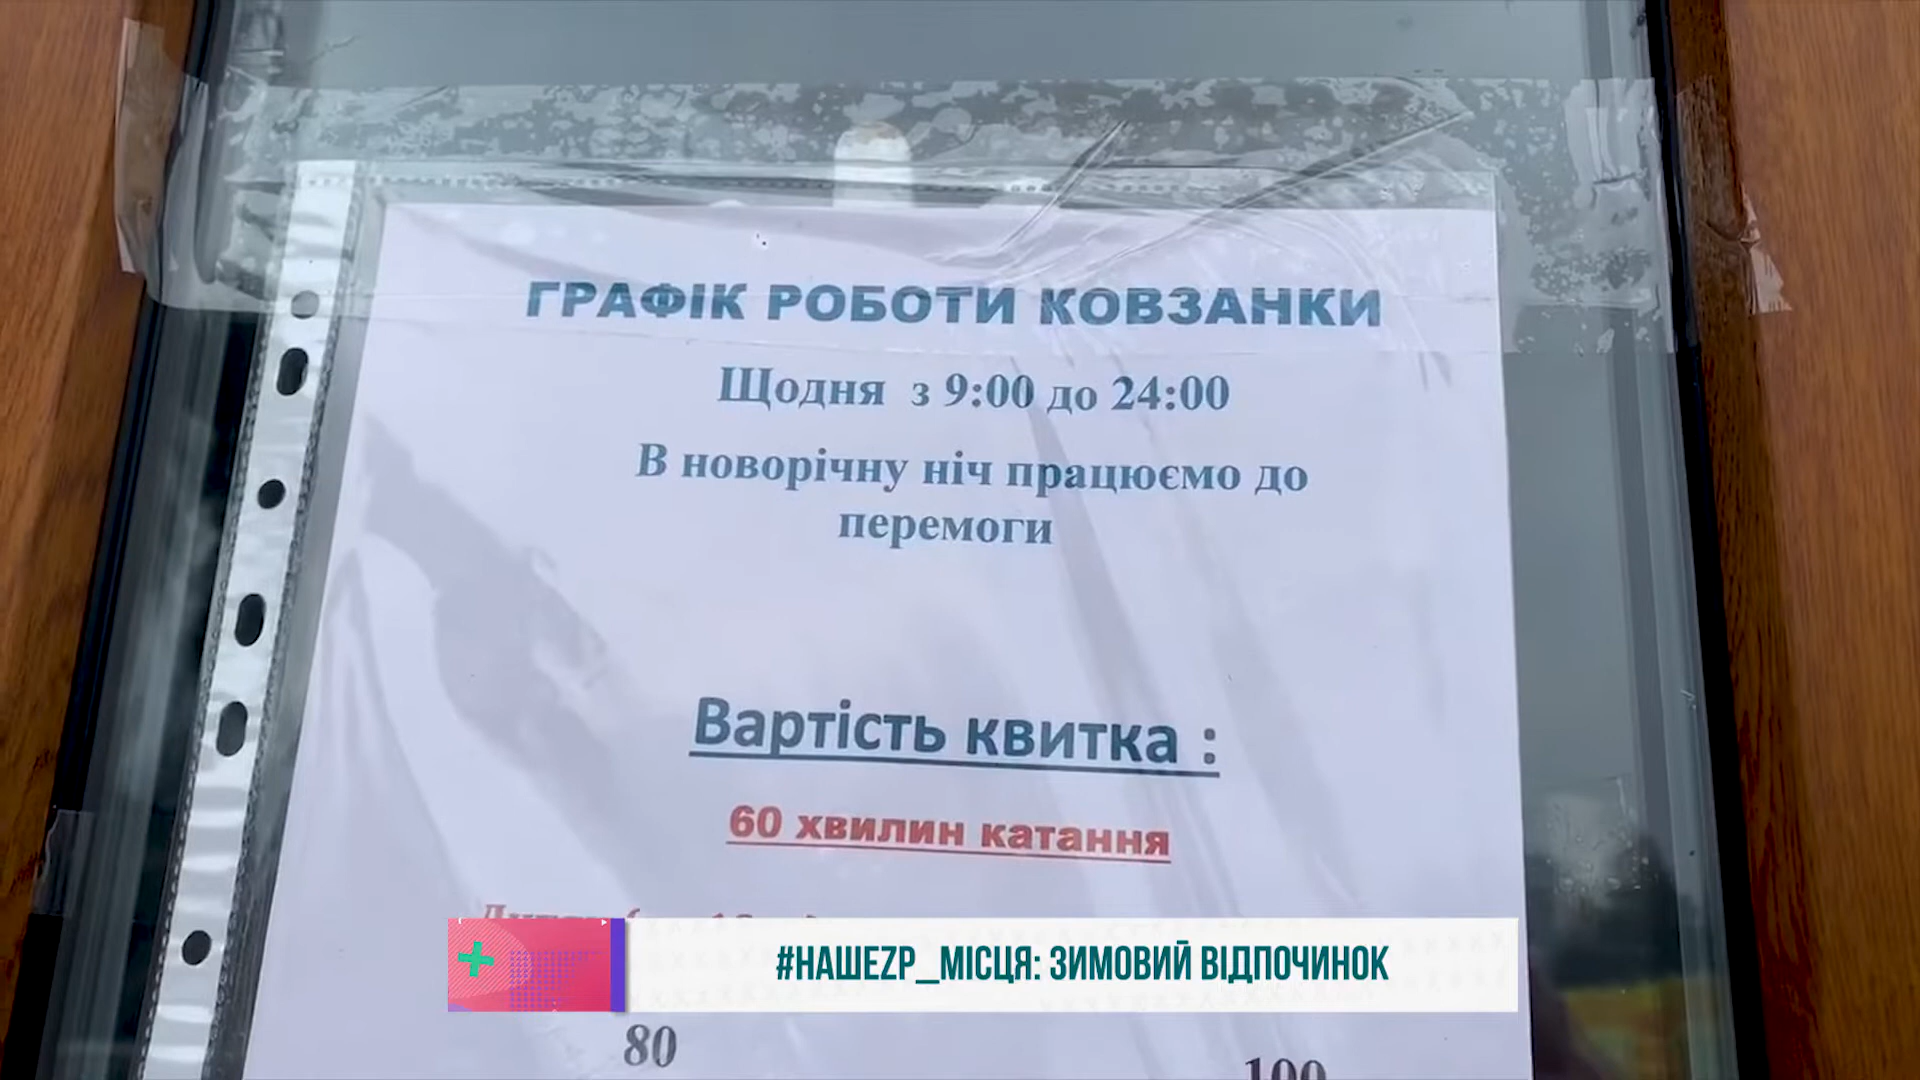 ГРАФІК РОБОТИ КОВЗАНКИ
Щодня з 9:00 до 24:00
В новорічну ніч працюємо до
перемоги
Вартість квитка :
60 хвилин катання
#НАШЕZP_МІСЦЯ: ЗИМОВИЙ ВІДПОЧИНОК
80
100